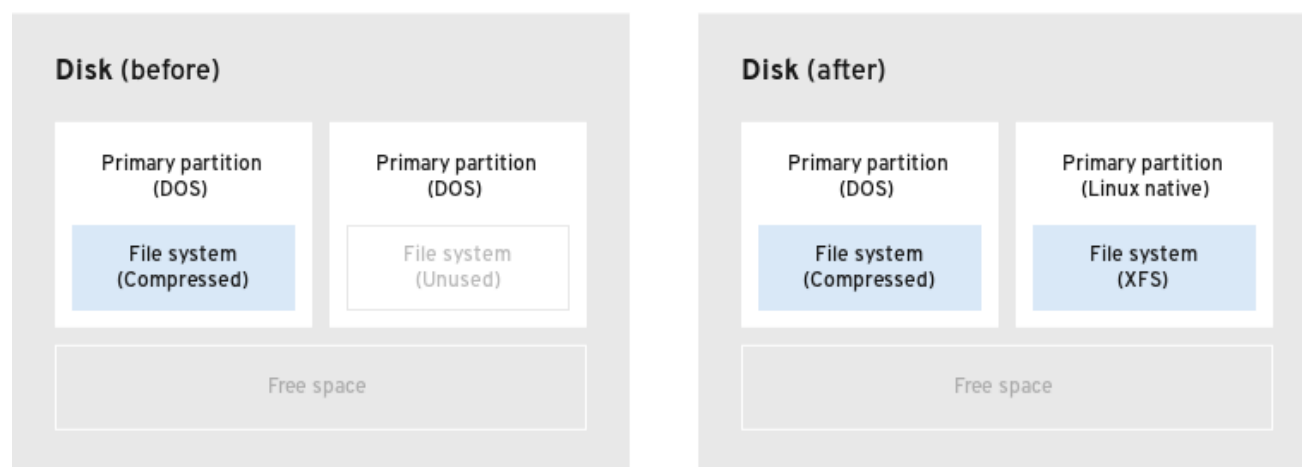 Disk (before)
Primary partition
(DOS)
File system
(Compressed)
Primary partition
(DOS)
File system
(Unused)
Free space
Disk (after)
Primary partition
(DOS)
File system
(Compressed)
Primary partition
(Linux native)
File system
(XFS)
Free space